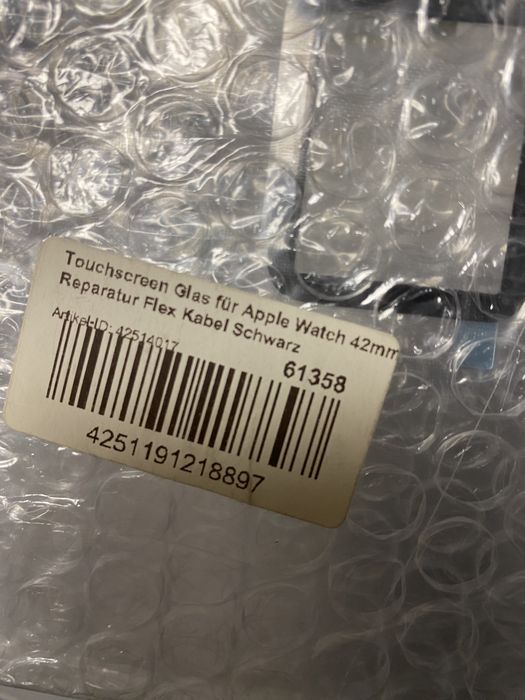 Touchscreen Glas für Apple Watch 42mm
Reparatur Flex Kabel Schwarz
Artikel-ID: 42514017
61358
4251191218897